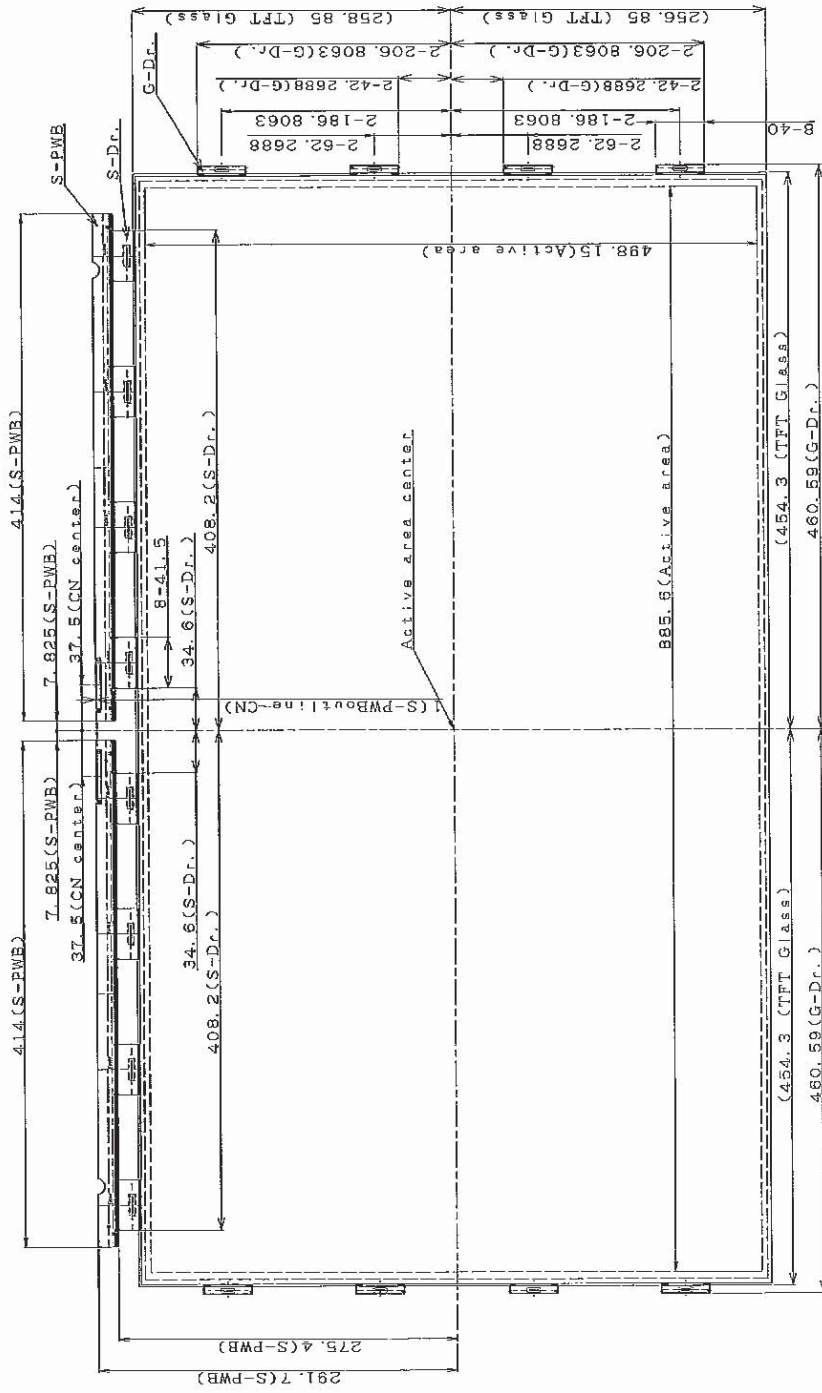 414(S-PWB)
414(S-PWB)
7.825(S-PWB)
7.825(S-PWB)
37.5(CN center)
37.5(CN center)
8-41.5
34.6(S-Dr.)
34.6(S-Dr.)
408.2(S-Dr.)
408.2(S-Dr.)
S-PWB
S-Dr.
G-Dr.
(258.85 (TFT Glass)
(256.85 (TFT Glass)
2-206.8063(G-Dr.)
2-206.8063(G-Dr.)
2-42.2688(G-Dr.)
2-42.2688(G-Dr.)
2-186.8063
2-186.8063
2-62.2688
2-62.2688
8-40
1(S-PWBoutline-CN)
498.15(Active area)
Active area center
885.6(Active area)
(454.3 (TFT Glass)
(454.3 (TFT Glass)
460.59(G-Dr.)
460.59(G-Dr.)
275.4(S-PWB)
291.7(S-PWB)